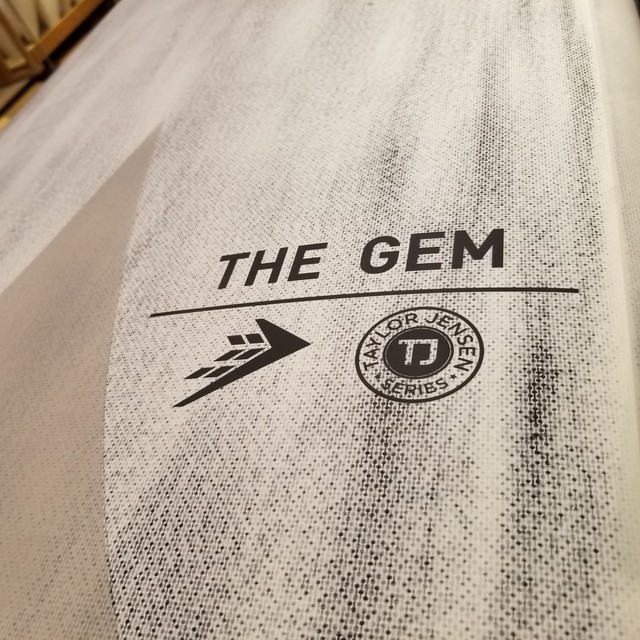 THE GEM
TAYLOR JENSEN
TJ
SERIES